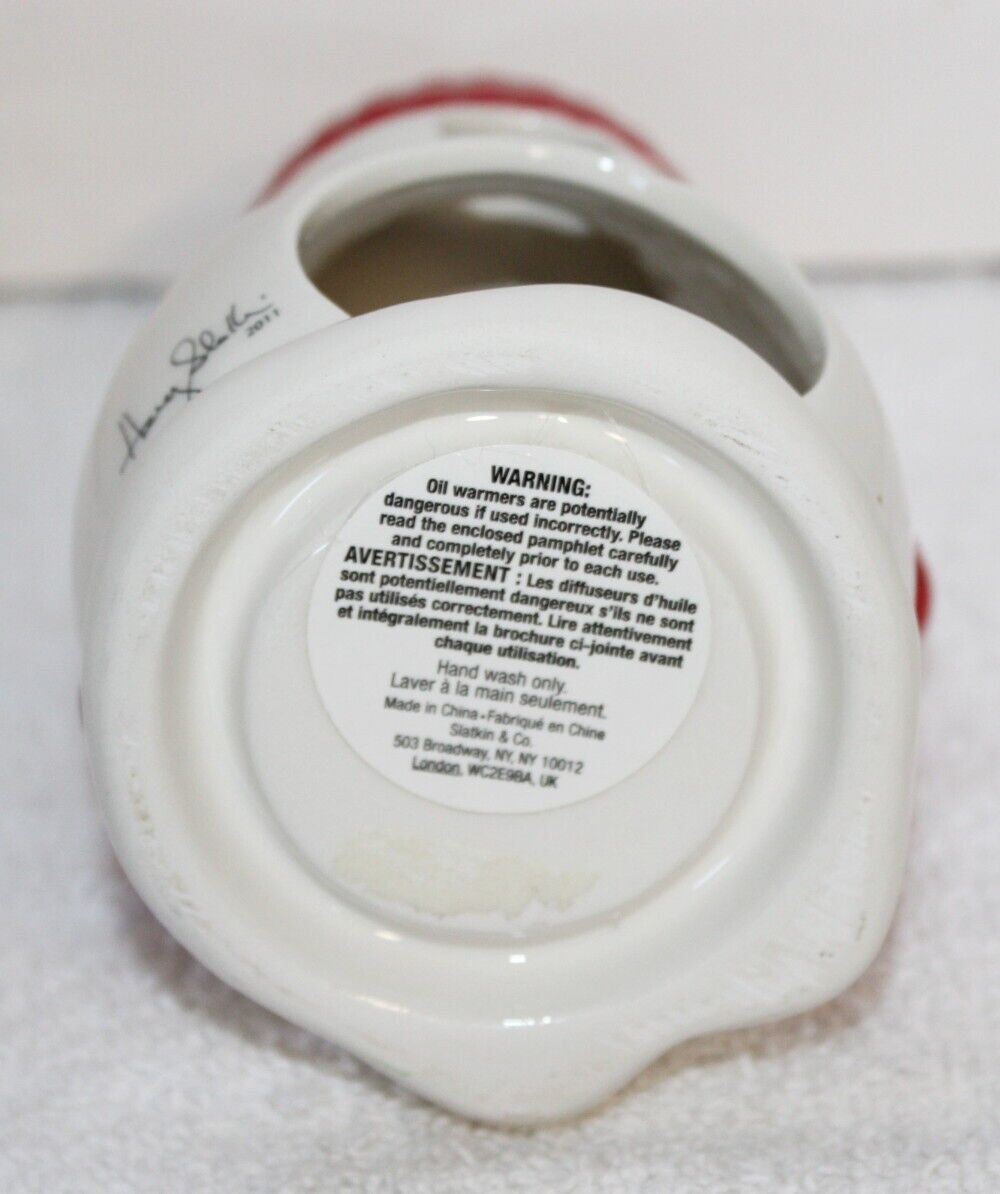 Harry Slatkin
2011
WARNING:
Oil warmers are potentially
dangerous if used incorrectly. Please
read the enclosed pamphlet carefully
and completely prior to each use.
AVERTISSEMENT : Les diffuseurs d'huile
sont potentiellement dangereux s'ils ne sont
pas utilisés correctement. Lire attentivement
et intégralement la brochure ci-jointe avant
chaque utilisation.
Hand wash only.
Laver à la main seulement.
Made in China • Fabriqué en Chine
Slatkin & Co.
503 Broadway, NY, NY 10012
London, WC2E9BA, UK